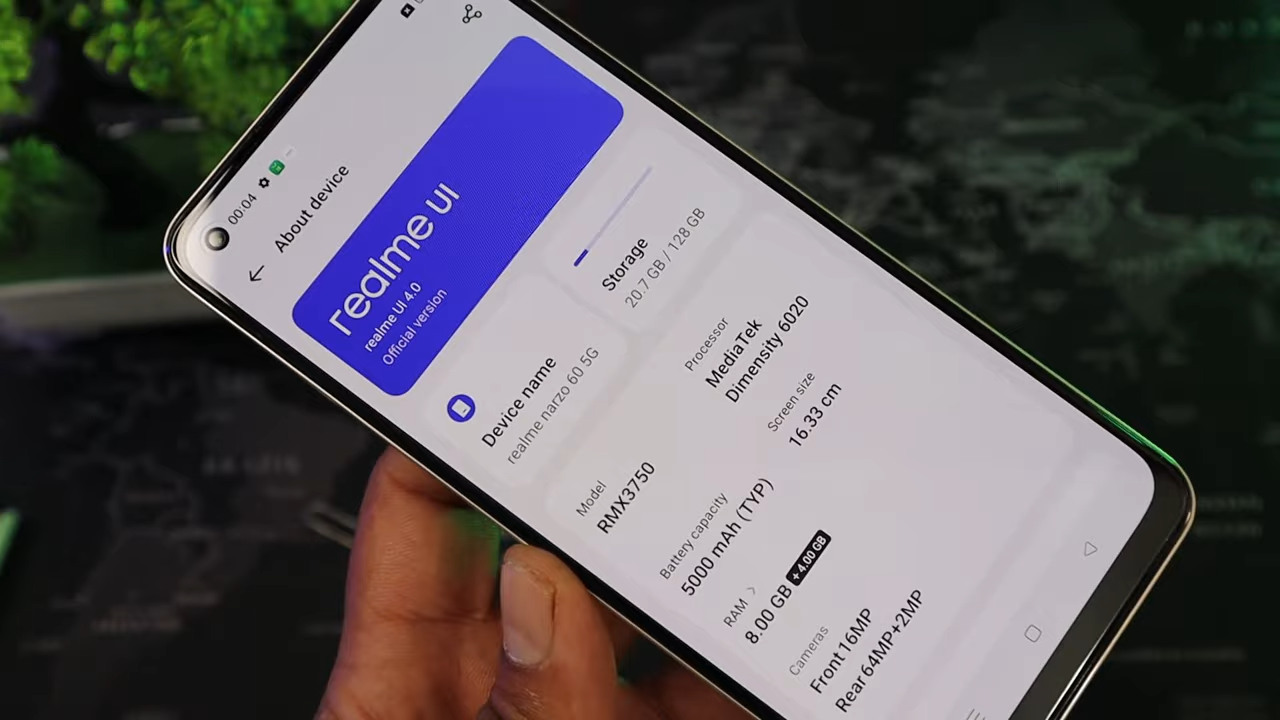 00:04
About device
realme UI
realme UI 4.0
Official version
Device name
realme narzo 60 5G
Storage
20.7 GB / 128 GB
Model
RMX3750
Processor
MediaTek
Dimensity 6020
Battery capacity
5000 mAh (TYP)
Screen size
16.33 cm
RAM
8.00 GB + 4.00 GB
Cameras
Front 16MP
Rear 64MP+2MP